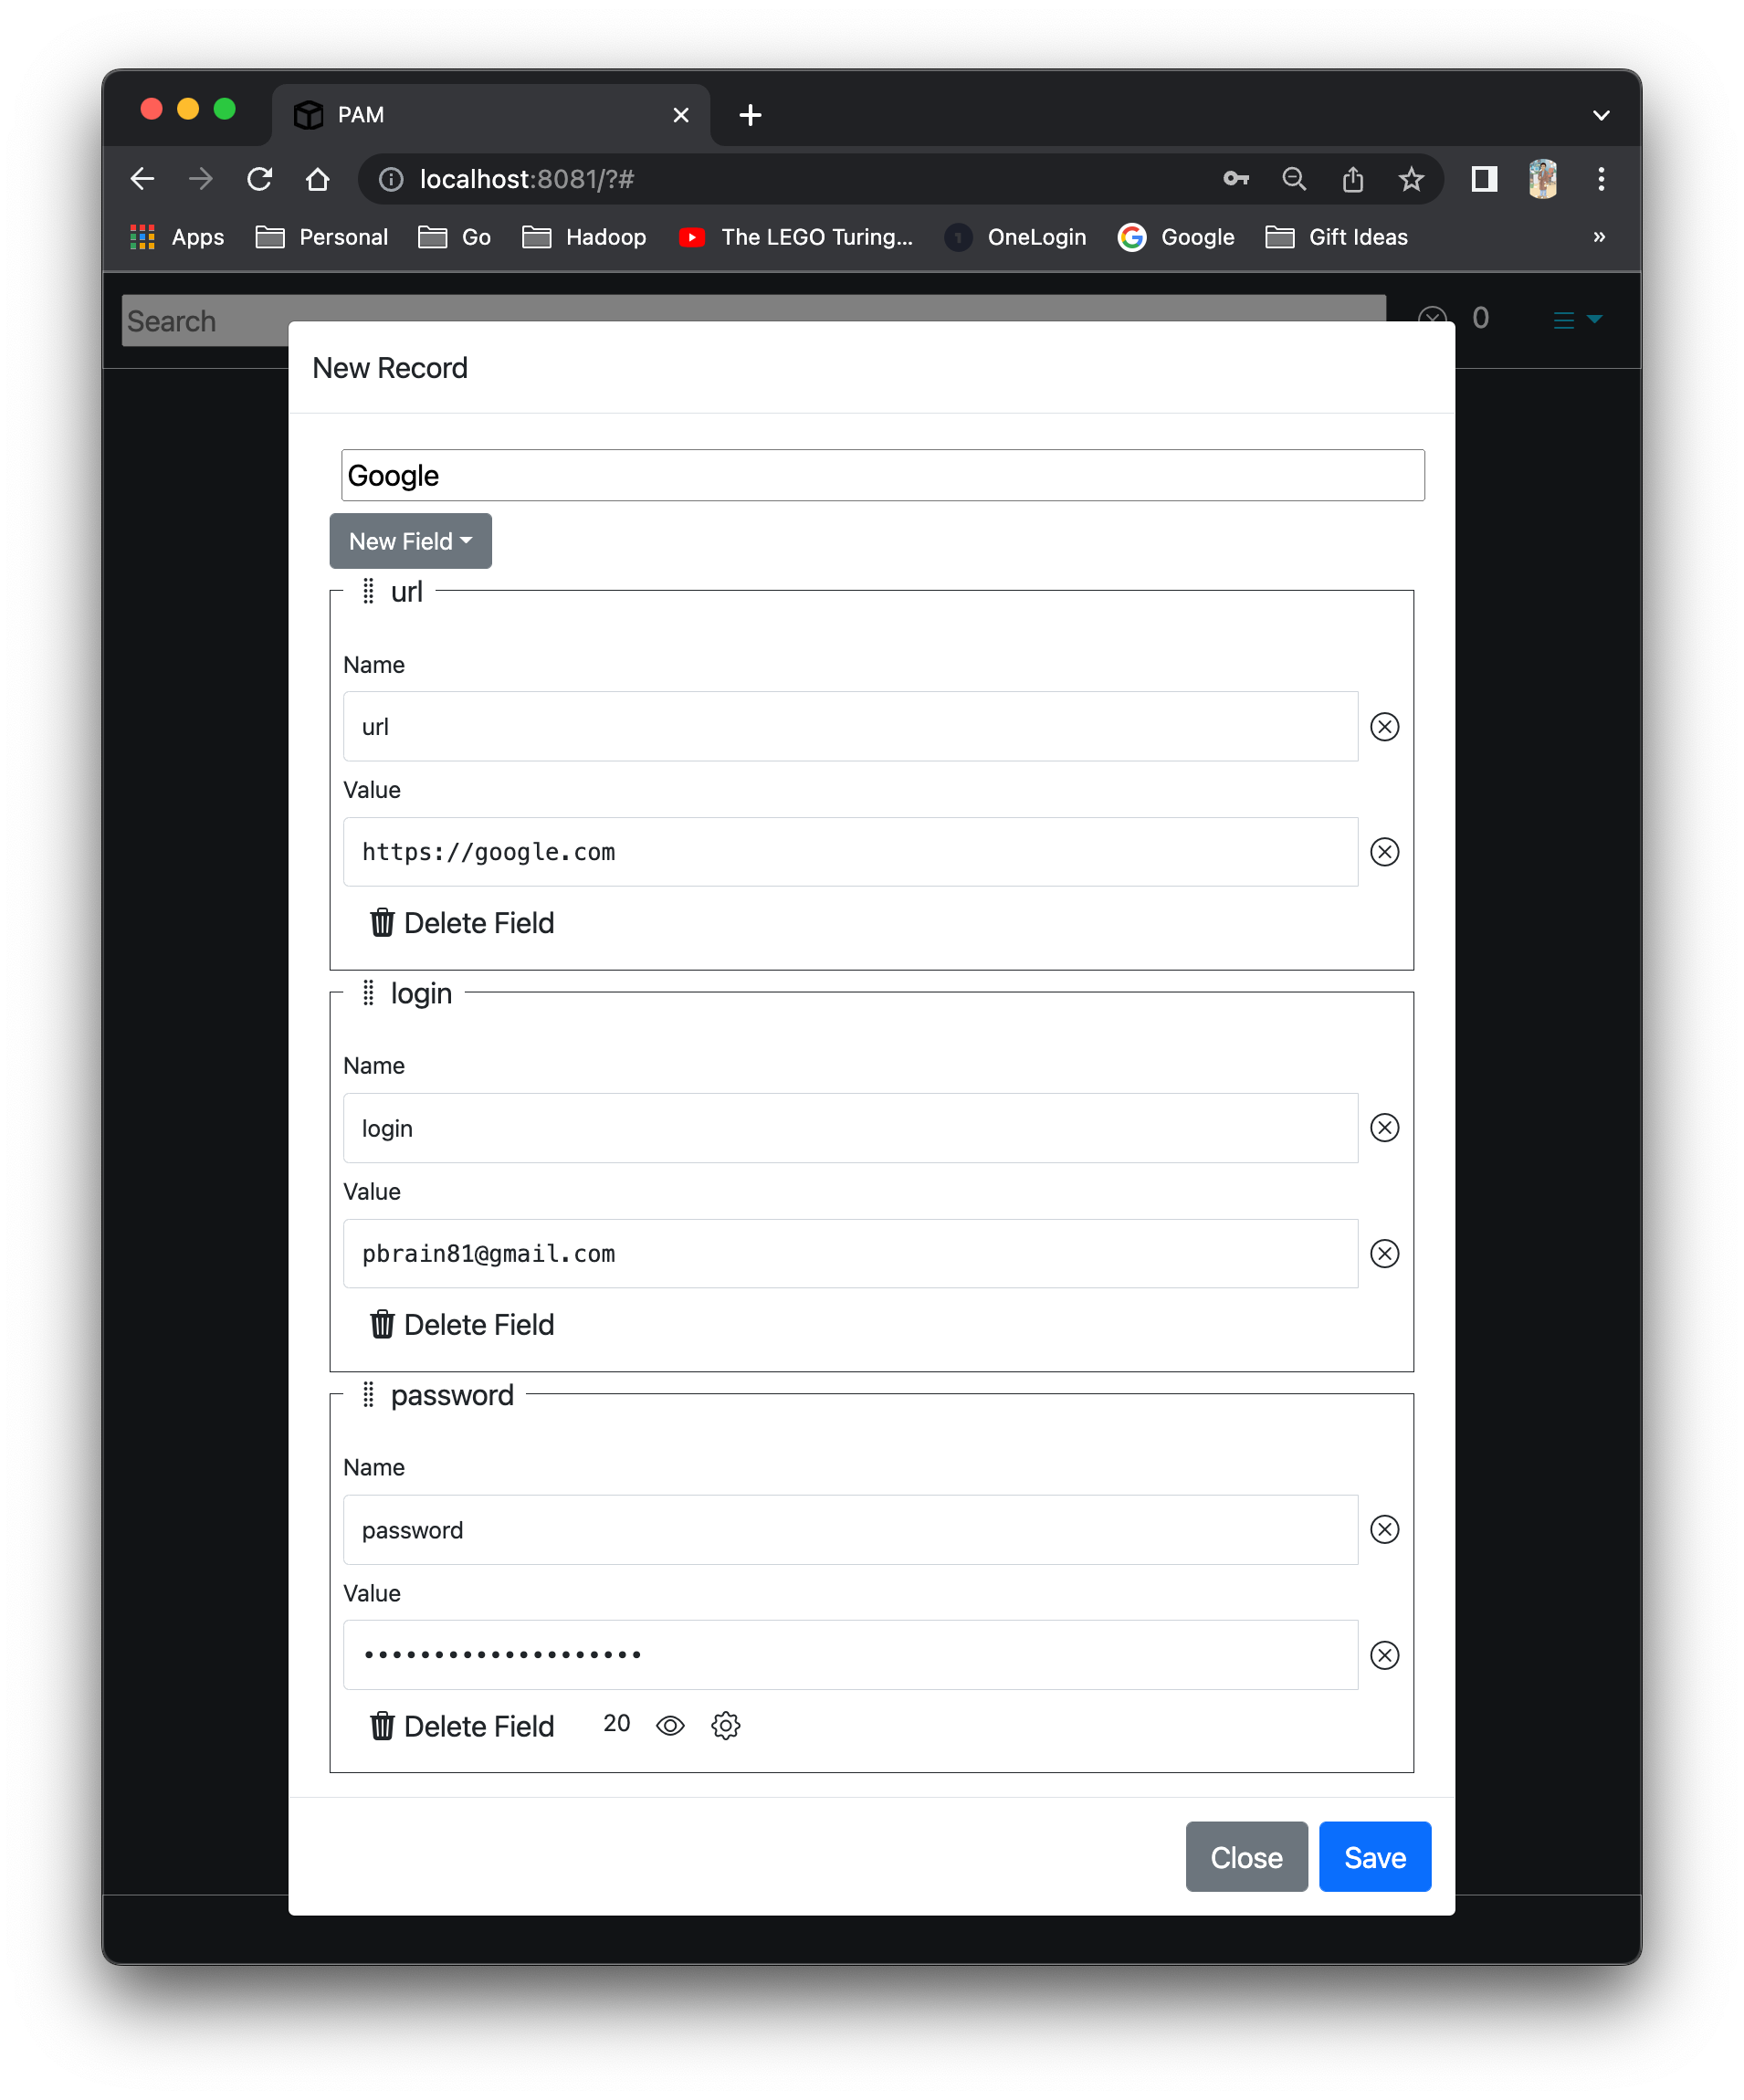 PAM
localhost:8081/?#
Apps Personal Go Hadoop The LEGO Turing... 1 OneLogin Google Gift Ideas »
Search 0
New Record
Google
New Field
url
Name
url
Value
https://google.com
Delete Field
login
Name
login
Value
pbrain81@gmail.com
Delete Field
password
Name
password
Value
••••••••••••••••••••
Delete Field 20
Close Save